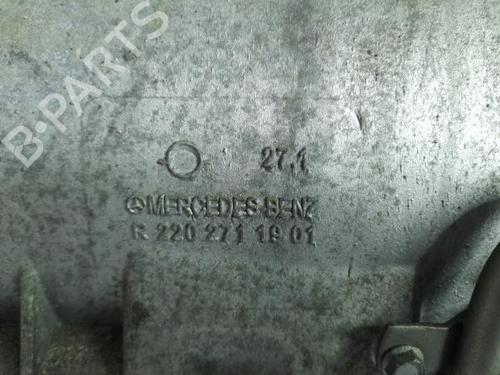 B-PARTS
27.1
MERCEDES-BENZ
R 220 271 19 01